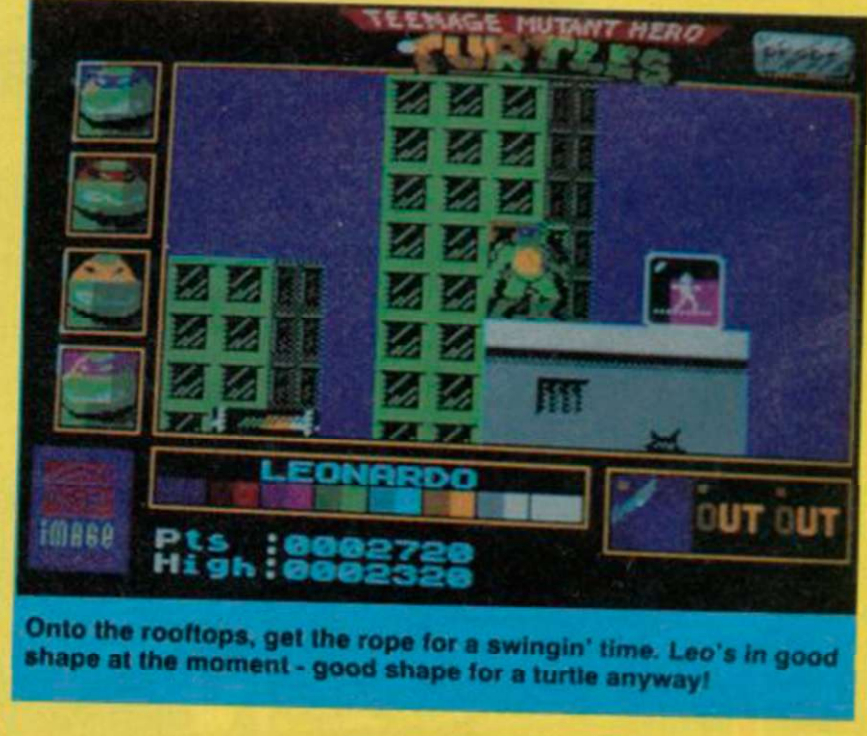 TEENAGE MUTANT HERO
TURTLES
LEONARDO
iMAGE
OUT OUT
Pts :0002720
High:0002320
Onto the rooftops, get the rope for a swingin' time. Leo's in good
shape at the moment - good shape for a turtle anyway!